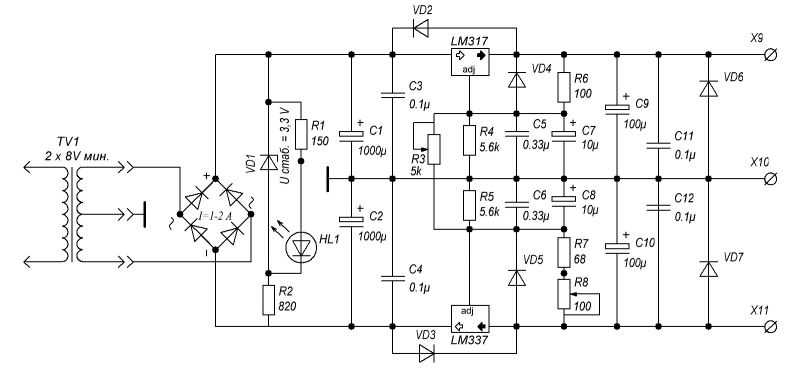 VD2
X9
LM317
adj
VD4
R6
100
VD6
C3
0.1µ
+
C9
100µ
TV1
2 x 8V мин.
R1
150
U стаб. = 3,3 V
+
C1
1000µ
R4
5.6k
C5
0.33µ
+
C7
10µ
C11
0.1µ
VD1
R3
5k
X10
+
~
I=1-2 A
~
R5
5.6k
C6
0.33µ
+
C8
10µ
C12
0.1µ
+
C2
1000µ
HL1
+
C10
100µ
R7
68
VD5
VD7
C4
0.1µ
R8
100
R2
820
adj
X11
VD3
LM337